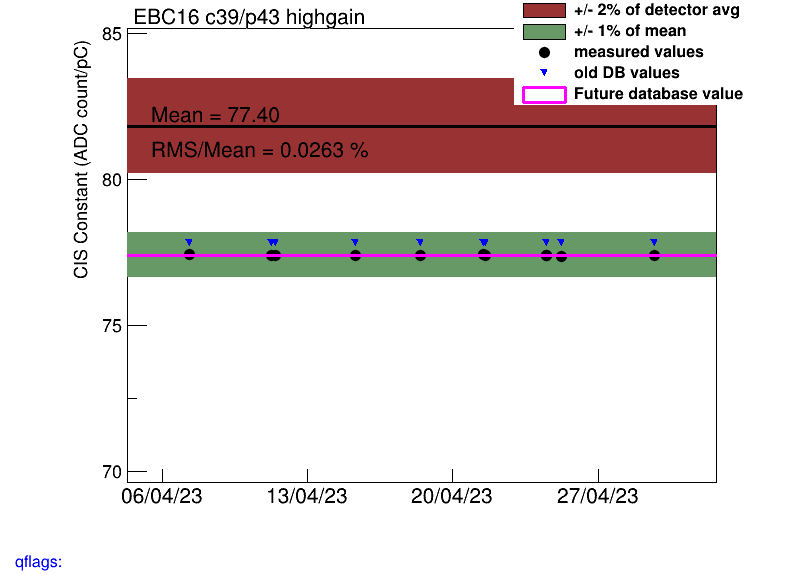 EBC16 c39/p43 highgain
+/- 2% of detector avg
+/- 1% of mean
measured values
old DB values
Future database value
CIS Constant (ADC count/pC)
85
80
75
70
Mean = 77.40
RMS/Mean = 0.0263 %
06/04/23 13/04/23 20/04/23 27/04/23
qflags: